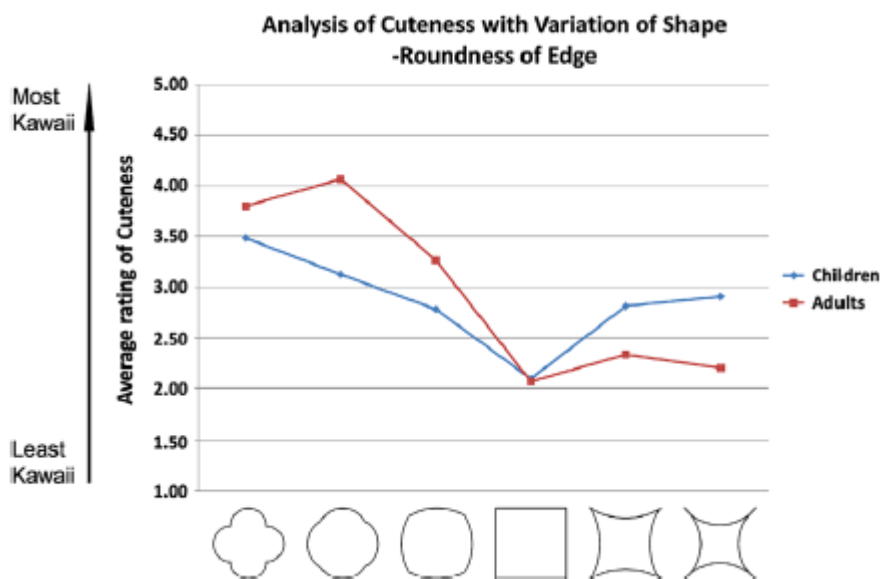 Analysis of Cuteness with Variation of Shape
-Roundness of Edge
Most
Kawaii
Least
Kawaii
Average rating of Cuteness
5.00
4.50
4.00
3.50
3.00
2.50
2.00
1.50
1.00
Children
Adults